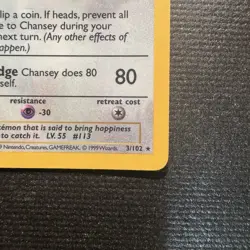 lip a coin. If heads, prevent all
e to Chansey during your
next turn. (Any other effects of
appen.)
dge Chansey does 80
self.
80
resistance
retreat cost
-30
kémon that is said to bring happiness
to catch it. LV. 55 #113
Nintendo, Creatures, GAMEFREAK. © 1999 Wizards.
3/102 ★